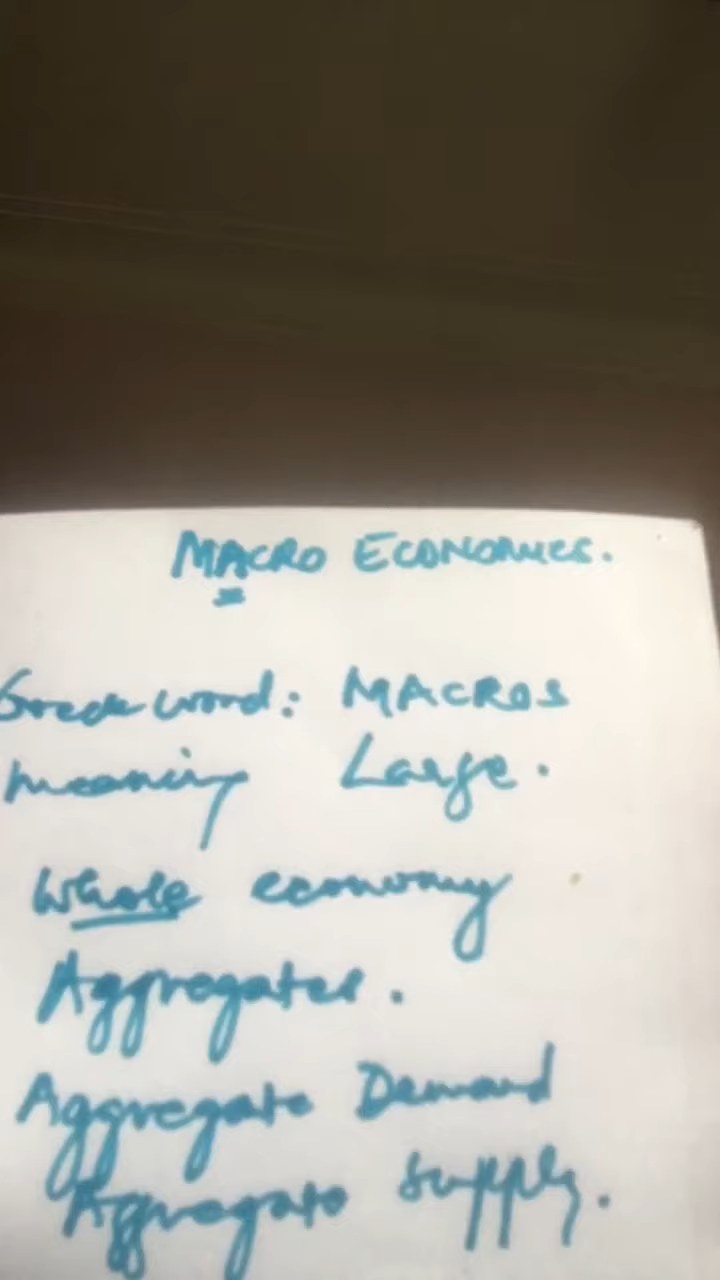 MACRO ECONOMICS.
Greek word: MACROS
meaning Large.
Whole economy
Aggregates.
Aggregate Demand
Aggregate Supply.